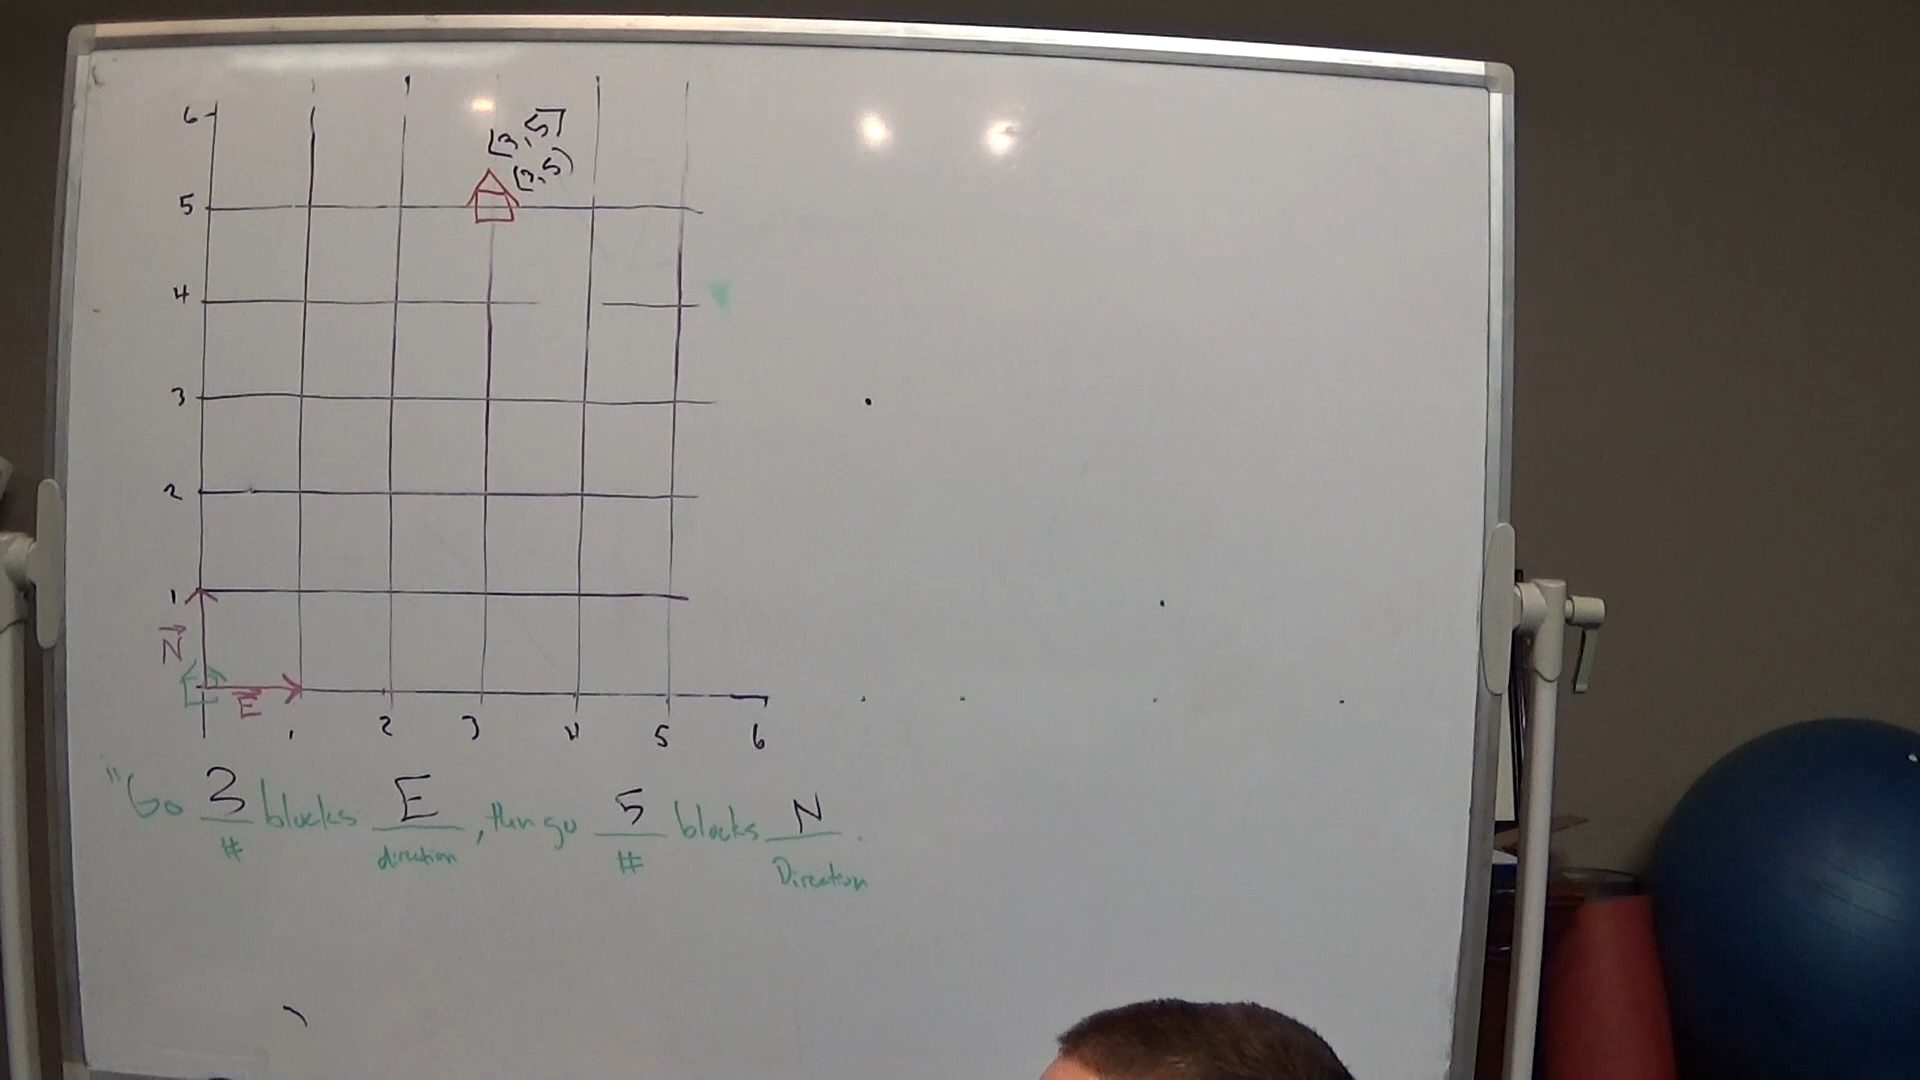 6
[3,5]
(3,5)
5
4
3
2
1
N
E
1 2 3 4 5 6
"Go 3 blocks E, then go 5 blocks N.
# direction # Direction